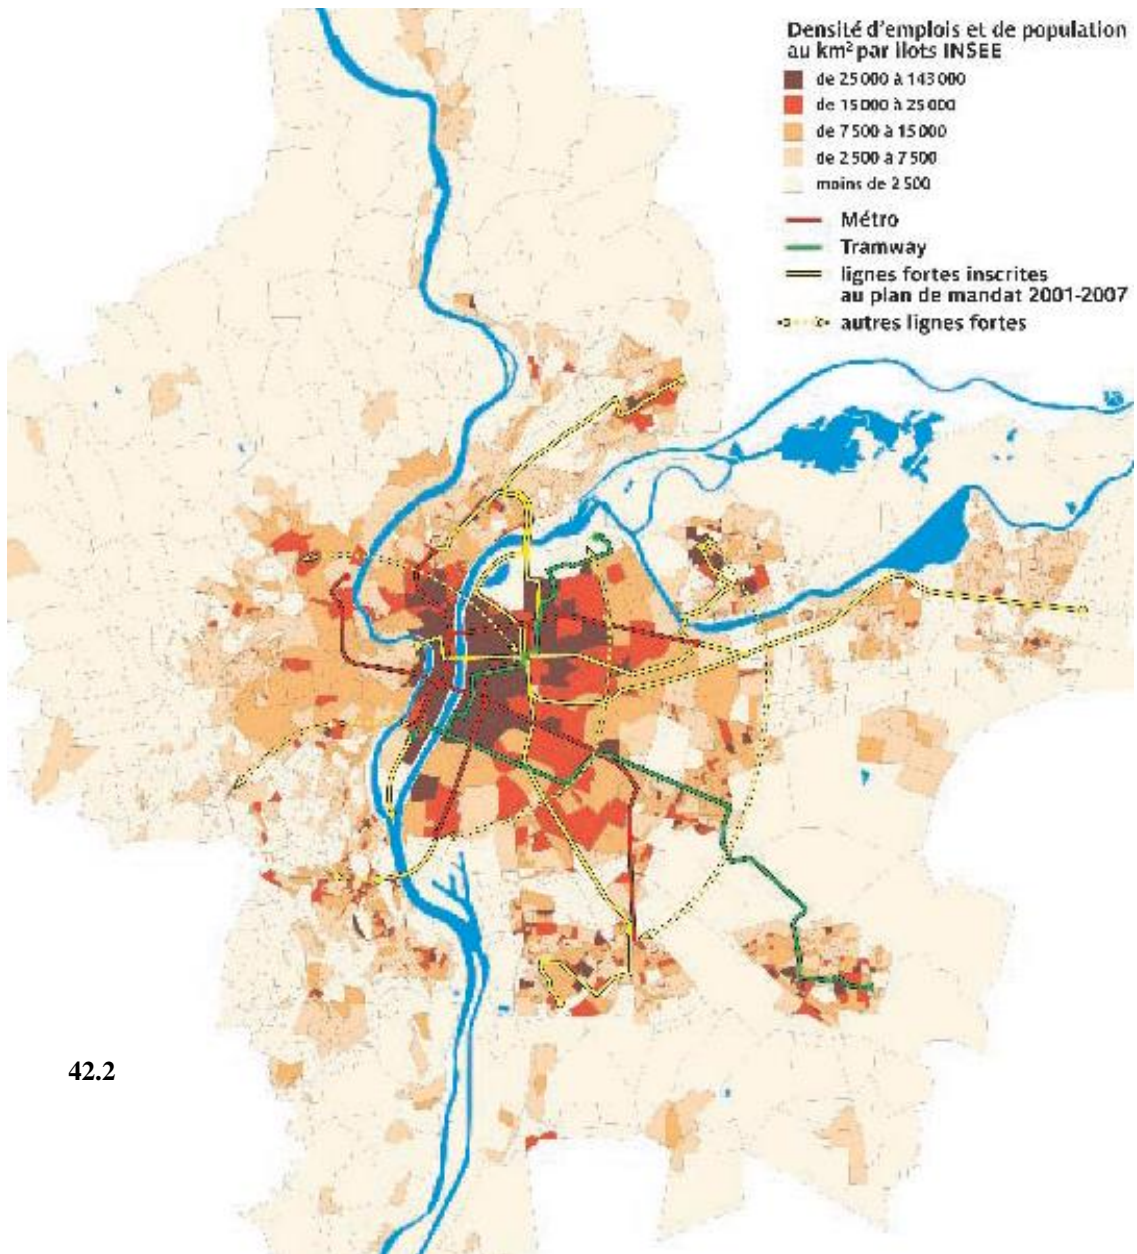 Densité d'emplois et de population
au km² par ilots INSEE
de 25 000 à 143 000
de 15 000 à 25 000
de 7 500 à 15 000
de 2 500 à 7 500
moins de 2 500
Métro
Tramway
lignes fortes inscrites
au plan de mandat 2001-2007
autres lignes fortes
42.2